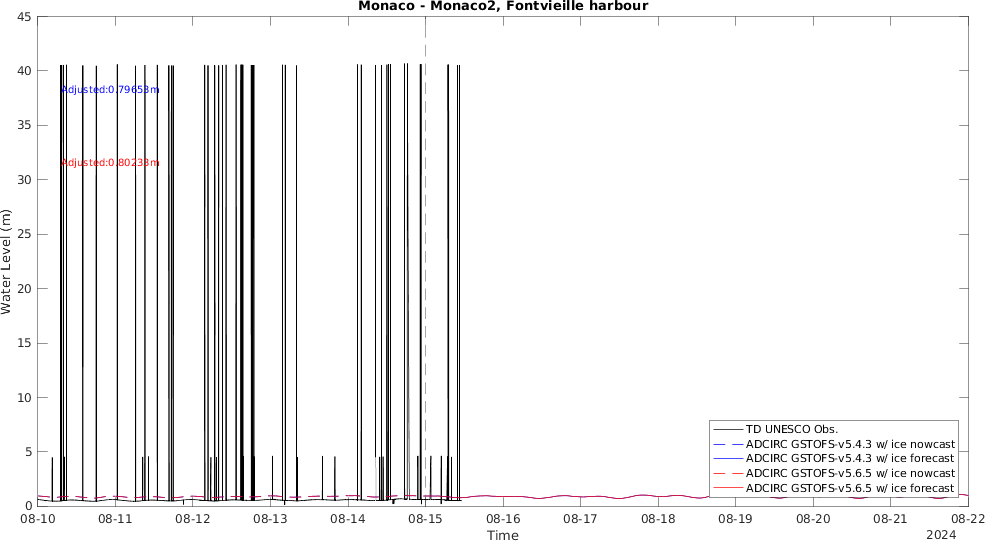 Monaco - Monaco2, Fontvieille harbour
45
40
35
30
25
20
15
10
5
0
Water Level (m)
Adjusted:0.79653m
Adjusted:0.80233m
TD UNESCO Obs.
ADCIRC GSTOFS-v5.4.3 w/ ice nowcast
ADCIRC GSTOFS-v5.4.3 w/ ice forecast
ADCIRC GSTOFS-v5.6.5 w/ ice nowcast
ADCIRC GSTOFS-v5.6.5 w/ ice forecast
08-10 08-11 08-12 08-13 08-14 08-15 08-16 08-17 08-18 08-19 08-20 08-21 08-22
Time
2024